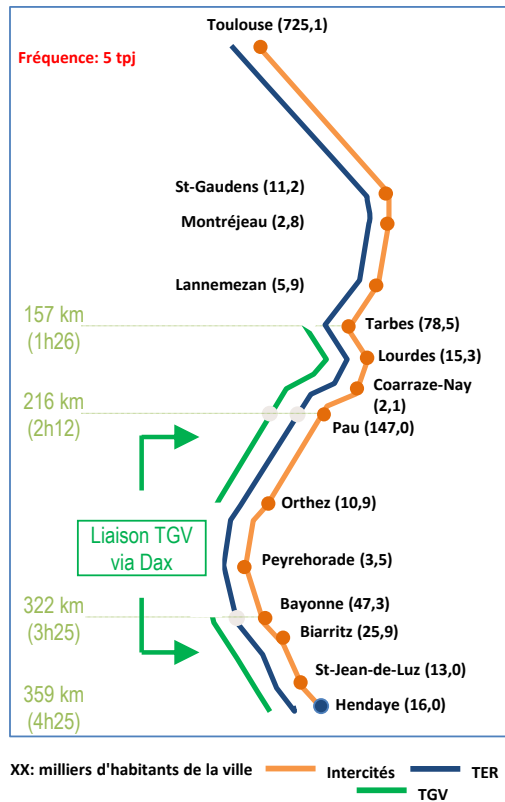 Toulouse (725,1)
Fréquence: 5 tpj
St-Gaudens (11,2)
Montréjeau (2,8)
Lannemezan (5,9)
157 km
(1h26)
Tarbes (78,5)
Lourdes (15,3)
Coarraze-Nay
(2,1)
216 km
(2h12)
Pau (147,0)
Orthez (10,9)
Liaison TGV
via Dax
Peyrehorade (3,5)
322 km
(3h25)
Bayonne (47,3)
Biarritz (25,9)
St-Jean-de-Luz (13,0)
359 km
(4h25)
Hendaye (16,0)
XX: milliers d'habitants de la ville
Intercités
TER
TGV